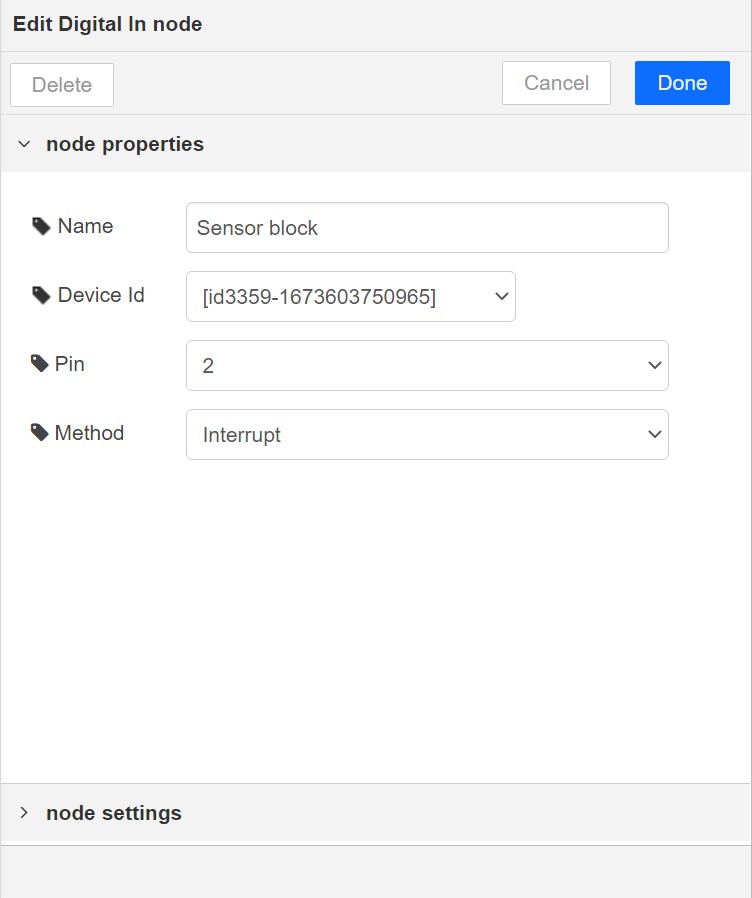 Edit Digital In node
Delete
Cancel
Done
node properties
Name
Sensor block
Device Id
[id3359-1673603750965]
Pin
2
Method
Interrupt
node settings